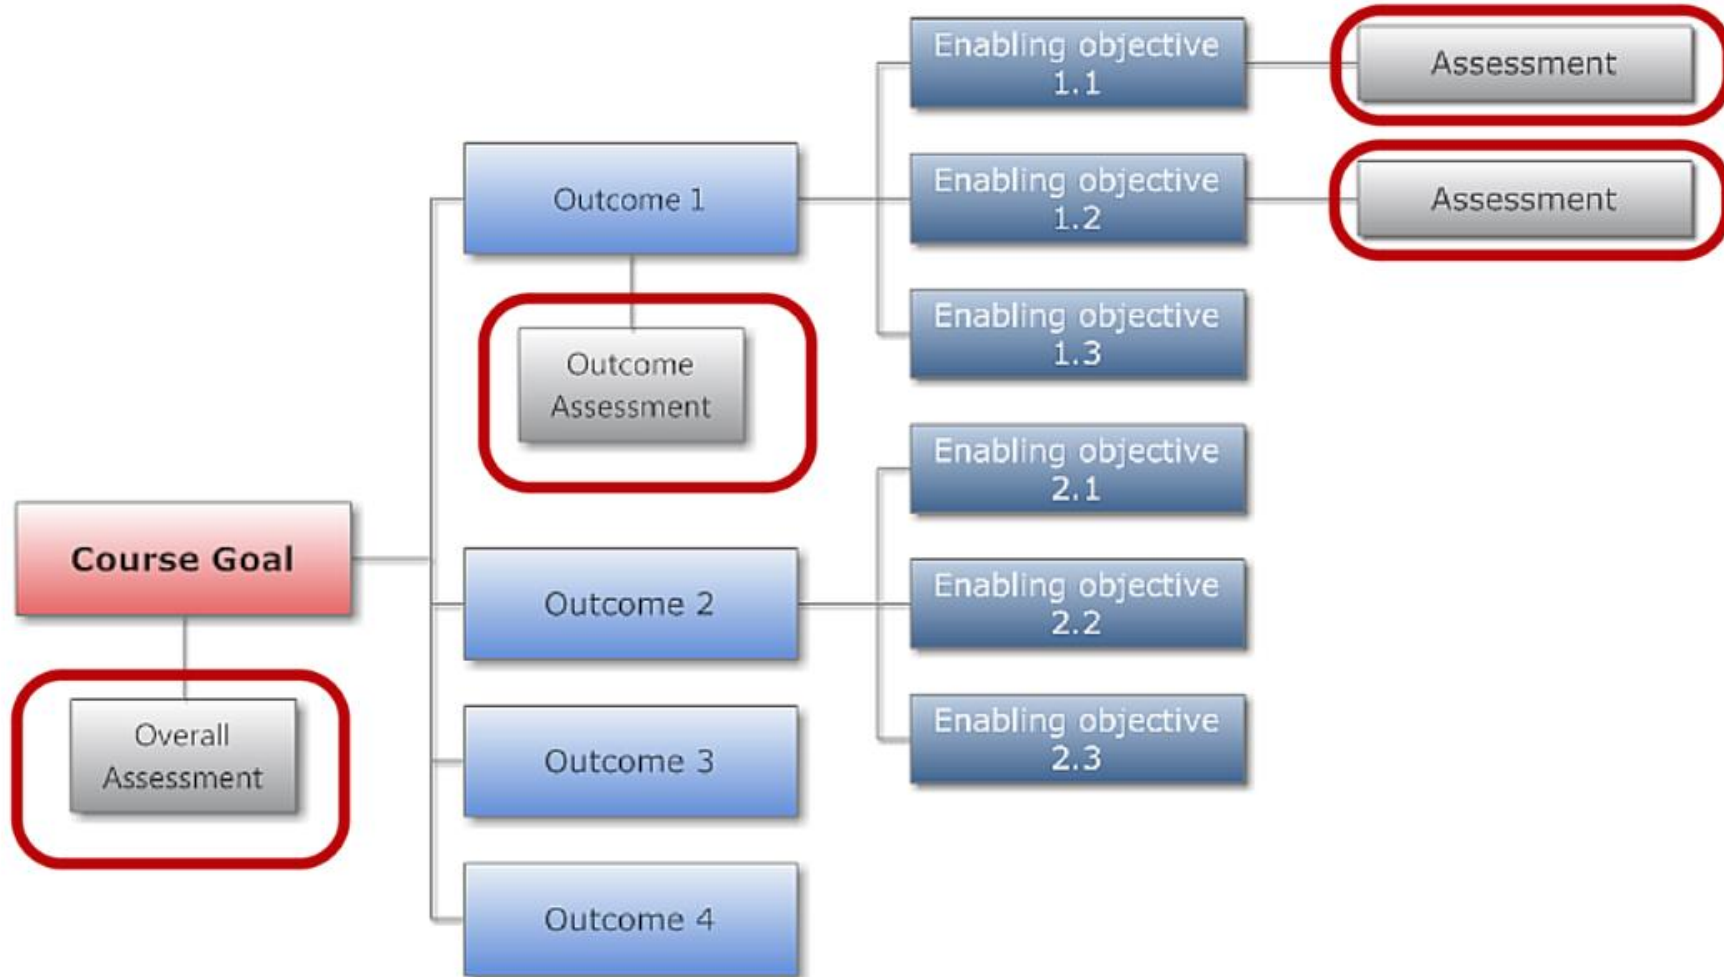 Enabling objective
1.1
Assessment
Outcome 1
Enabling objective
1.2
Assessment
Enabling objective
1.3
Outcome
Assessment
Enabling objective
2.1
Course Goal
Outcome 2
Enabling objective
2.2
Overall
Assessment
Outcome 3
Enabling objective
2.3
Outcome 4